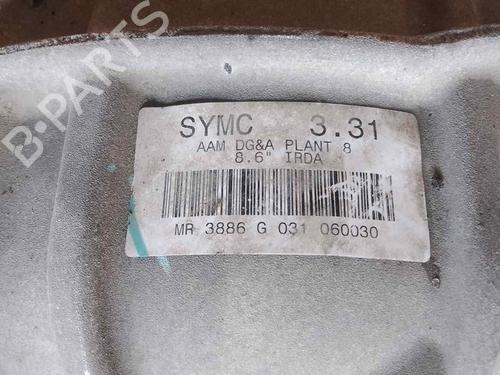 B-PARTS
SYMC 3.31
AAM DG&A PLANT 8
8.6" IRDA
MR 3886 G 031 060030